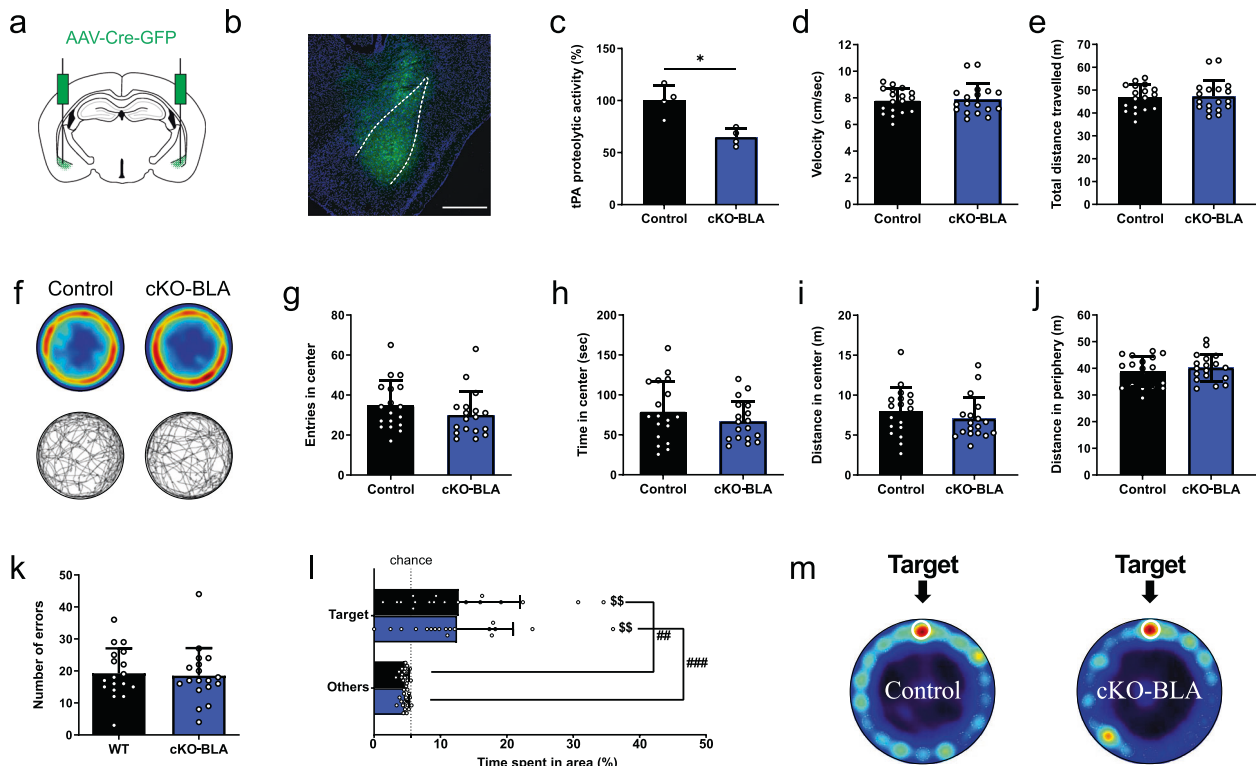 a
AAV-Cre-GFP
b
c
tPA proteolytic activity (%)
150
100
50
0
*
Control
cKO-BLA
d
Velocity (cm/sec)
12
10
8
6
4
2
0
Control
cKO-BLA
e
Total distance travelled (m)
70
60
50
40
30
20
10
0
Control
cKO-BLA
f
Control
cKO-BLA
g
Entries in center
80
60
40
20
0
Control
cKO-BLA
h
Time in center (sec)
200
150
100
50
0
Control
cKO-BLA
i
Distance in center (m)
20
15
10
5
0
Control
cKO-BLA
j
Distance in periphery (m)
60
40
20
0
Control
cKO-BLA
k
Number of errors
50
40
30
20
10
0
WT
cKO-BLA
l
chance
Target
Others
$$
$$
##
###
0
10
20
30
40
50
Time spent in area (%)
m
Target
Control
Target
cKO-BLA